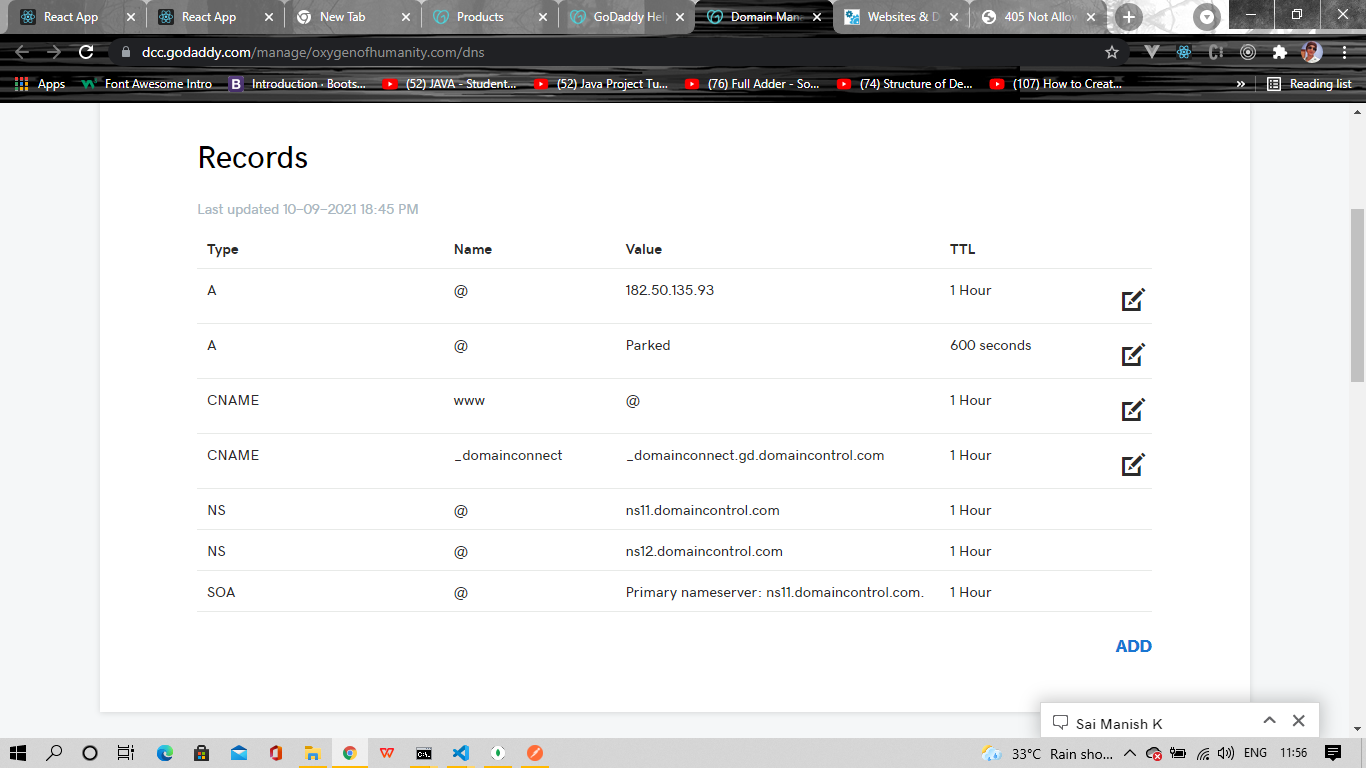 React App
React App
New Tab
Products
GoDaddy Hel
Domain Man
Websites & D
405 Not Allow
dcc.godaddy.com/manage/oxygenofhumanity.com/dns
Apps
Font Awesome Intro
B Introduction · Boots...
(52) JAVA - Student...
(52) Java Project Tu...
(76) Full Adder - So...
(74) Structure of De...
(107) How to Creat...
»
Reading list
Records
Last updated 10-09-2021 18:45 PM
Type Name Value TTL
A @ 182.50.135.93 1 Hour
A @ Parked 600 seconds
CNAME www @ 1 Hour
CNAME _domainconnect _domainconnect.gd.domaincontrol.com 1 Hour
NS @ ns11.domaincontrol.com 1 Hour
NS @ ns12.domaincontrol.com 1 Hour
SOA @ Primary nameserver: ns11.domaincontrol.com. 1 Hour
ADD
Sai Manish K
33°C Rain sho... ENG 11:56